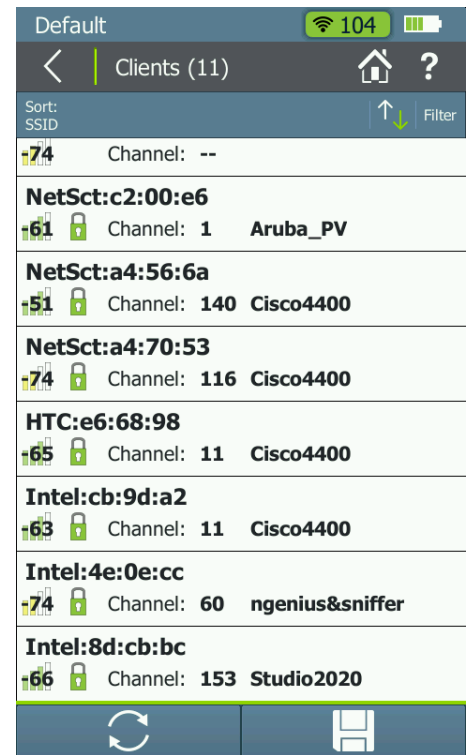 Default 104
Clients (11) ?
Sort:
SSID
Filter
-74 Channel: --
NetSct:c2:00:e6
-61 Channel: 1 Aruba_PV
NetSct:a4:56:6a
-51 Channel: 140 Cisco4400
NetSct:a4:70:53
-74 Channel: 116 Cisco4400
HTC:e6:68:98
-65 Channel: 11 Cisco4400
Intel:cb:9d:a2
-63 Channel: 11 Cisco4400
Intel:4e:0e:cc
-74 Channel: 60 ngenius&sniffer
Intel:8d:cb:bc
-66 Channel: 153 Studio2020